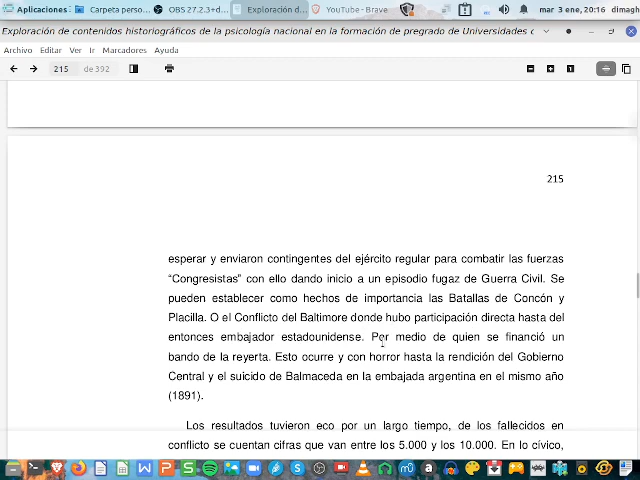 Aplicaciones
Carpeta perso...
OBS 27.2.3+d...
Exploración d...
YouTube - Brave
mar 3 ene, 20:16
dimagh
Exploración de contenidos historiográficos de la psicología nacional en la formación de pregrado de Universidades c
Archivo Editar Ver Ir Marcadores Ayuda
215 de 392
215
esperar y enviaron contingentes del ejército regular para combatir las fuerzas
“Congresistas” con ello dando inicio a un episodio fugaz de Guerra Civil. Se
pueden establecer como hechos de importancia las Batallas de Concón y
Placilla. O el Conflicto del Baltimore donde hubo participación directa hasta del
entonces embajador estadounidense. Por medio de quien se financió un
bando de la reyerta. Esto ocurre y con horror hasta la rendición del Gobierno
Central y el suicido de Balmaceda en la embajada argentina en el mismo año
(1891).
Los resultados tuvieron eco por un largo tiempo, de los fallecidos en
conflicto se cuentan cifras que van entre los 5.000 y los 10.000. En lo cívico,